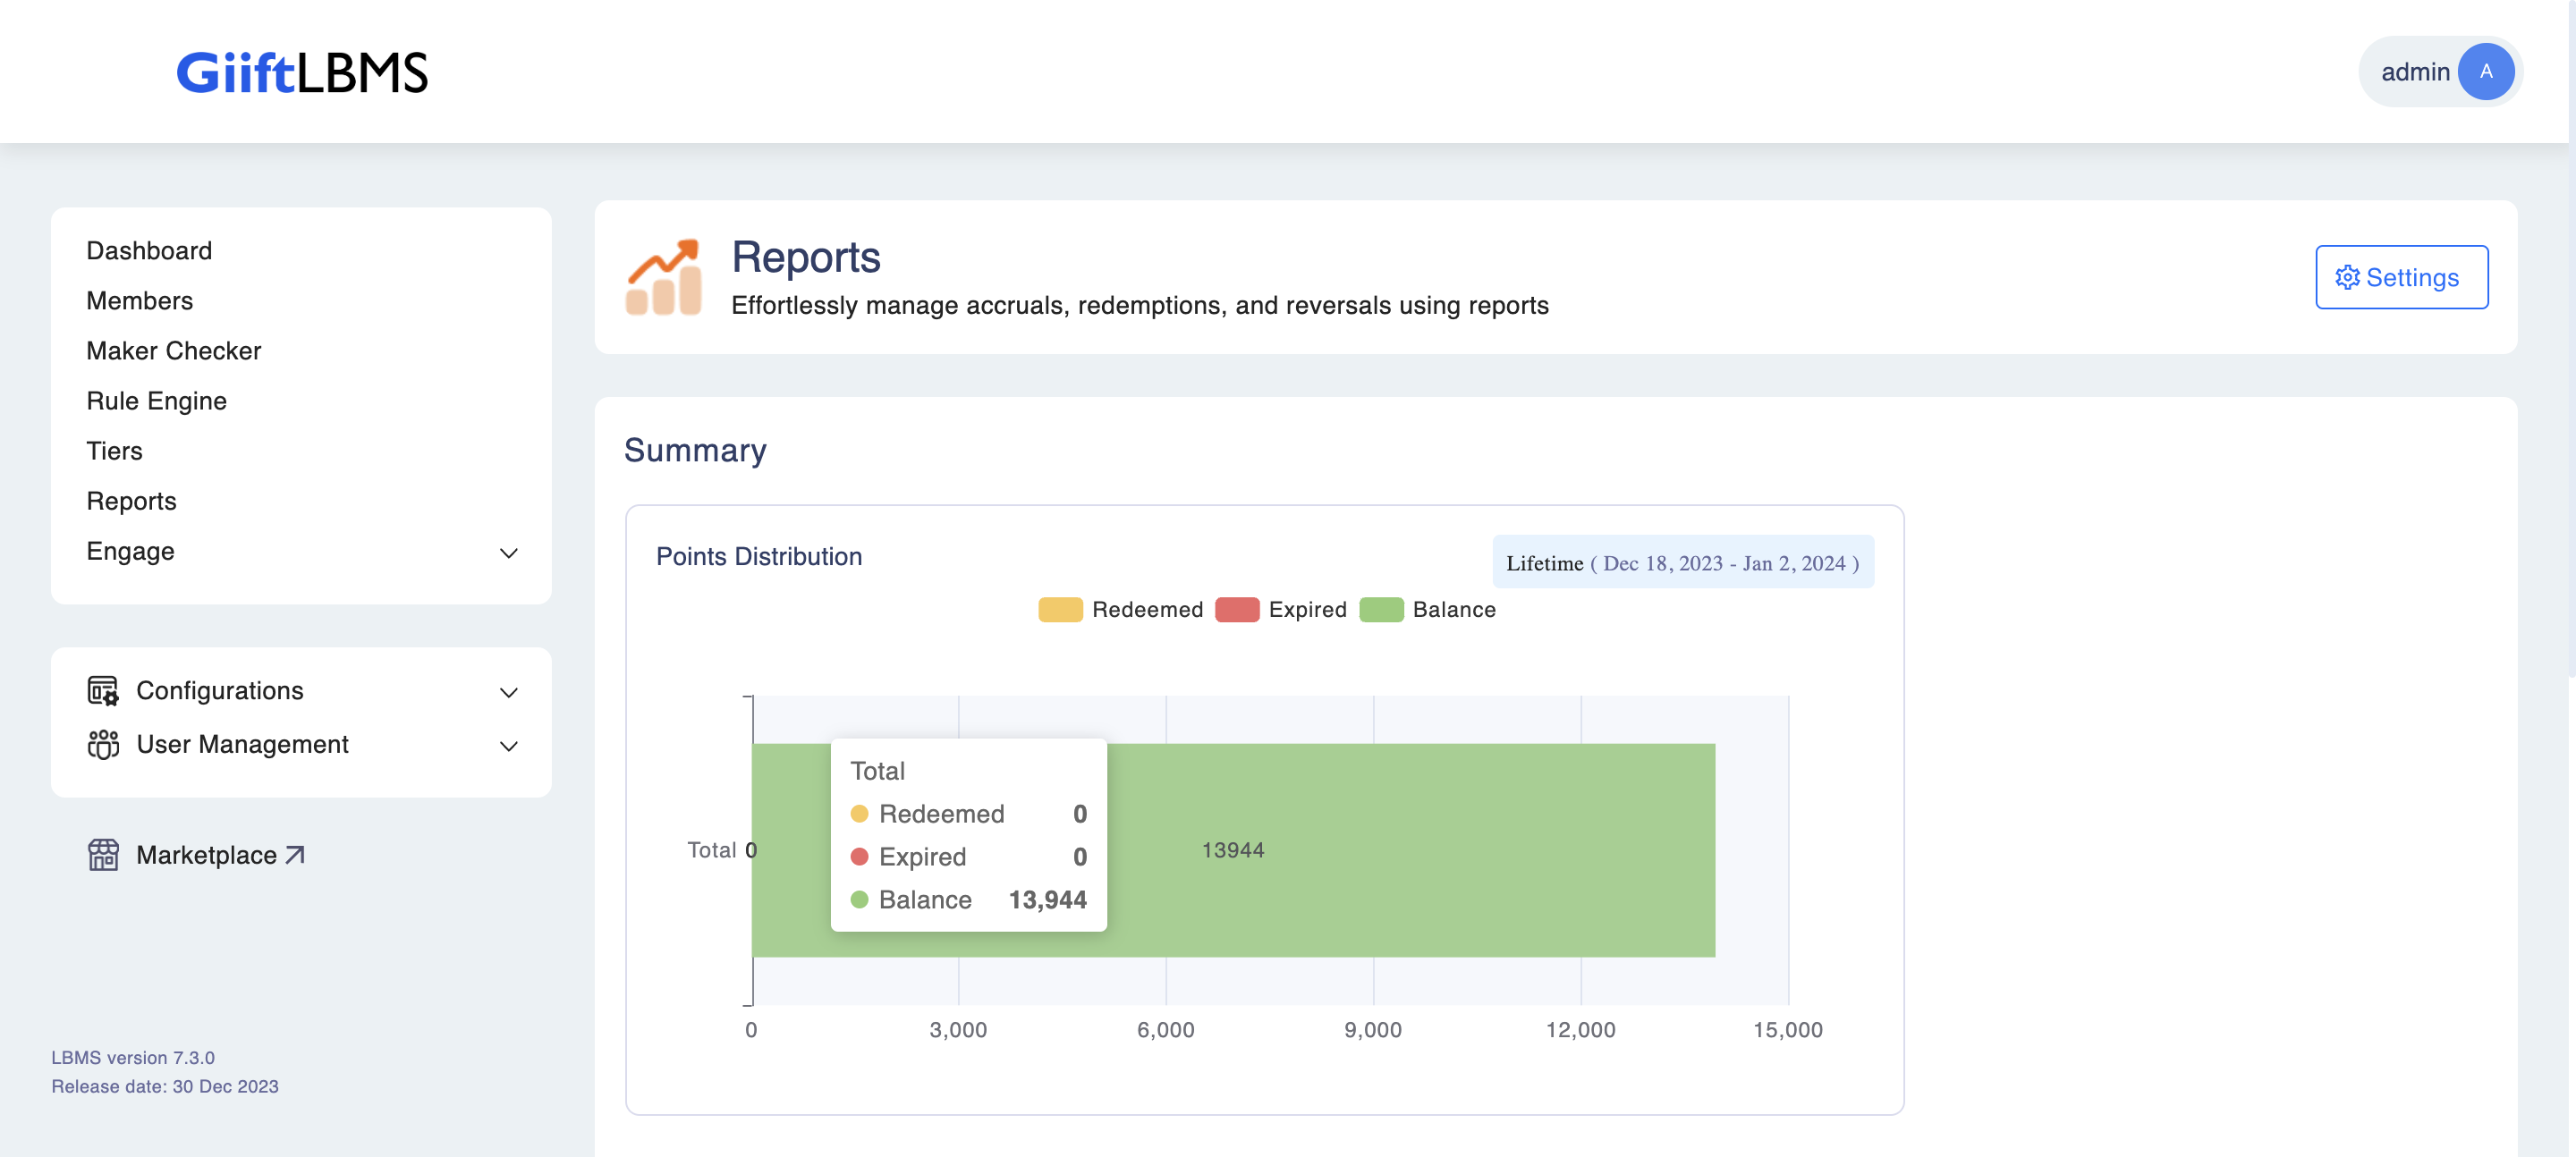 GiiftLBMS
admin A
Dashboard
Members
Maker Checker
Rule Engine
Tiers
Reports
Engage
Configurations
User Management
Marketplace
LBMS version 7.3.0
Release date: 30 Dec 2023
Reports
Effortlessly manage accruals, redemptions, and reversals using reports
Settings
Summary
Points Distribution
Lifetime ( Dec 18, 2023 - Jan 2, 2024 )
Redeemed Expired Balance
Total
Redeemed 0
Expired 0
Balance 13,944
Total 0 13944
0 3,000 6,000 9,000 12,000 15,000